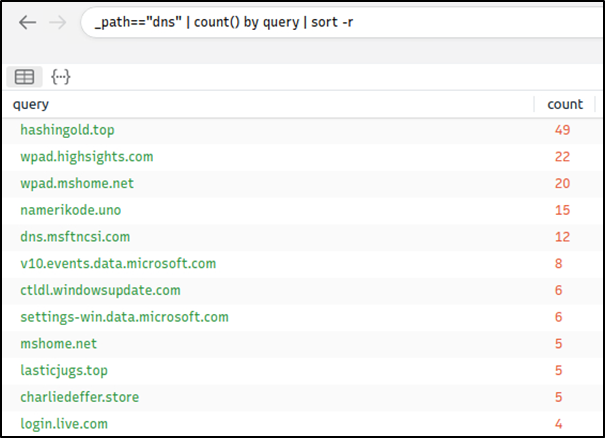 _path=="dns" | count() by query | sort -r
query count
hashingold.top 49
wpad.highsights.com 22
wpad.mshome.net 20
namerikode.uno 15
dns.msftncsi.com 12
v10.events.data.microsoft.com 8
ctldl.windowsupdate.com 6
settings-win.data.microsoft.com 6
mshome.net 5
lasticjugs.top 5
charliedeffer.store 5
login.live.com 4